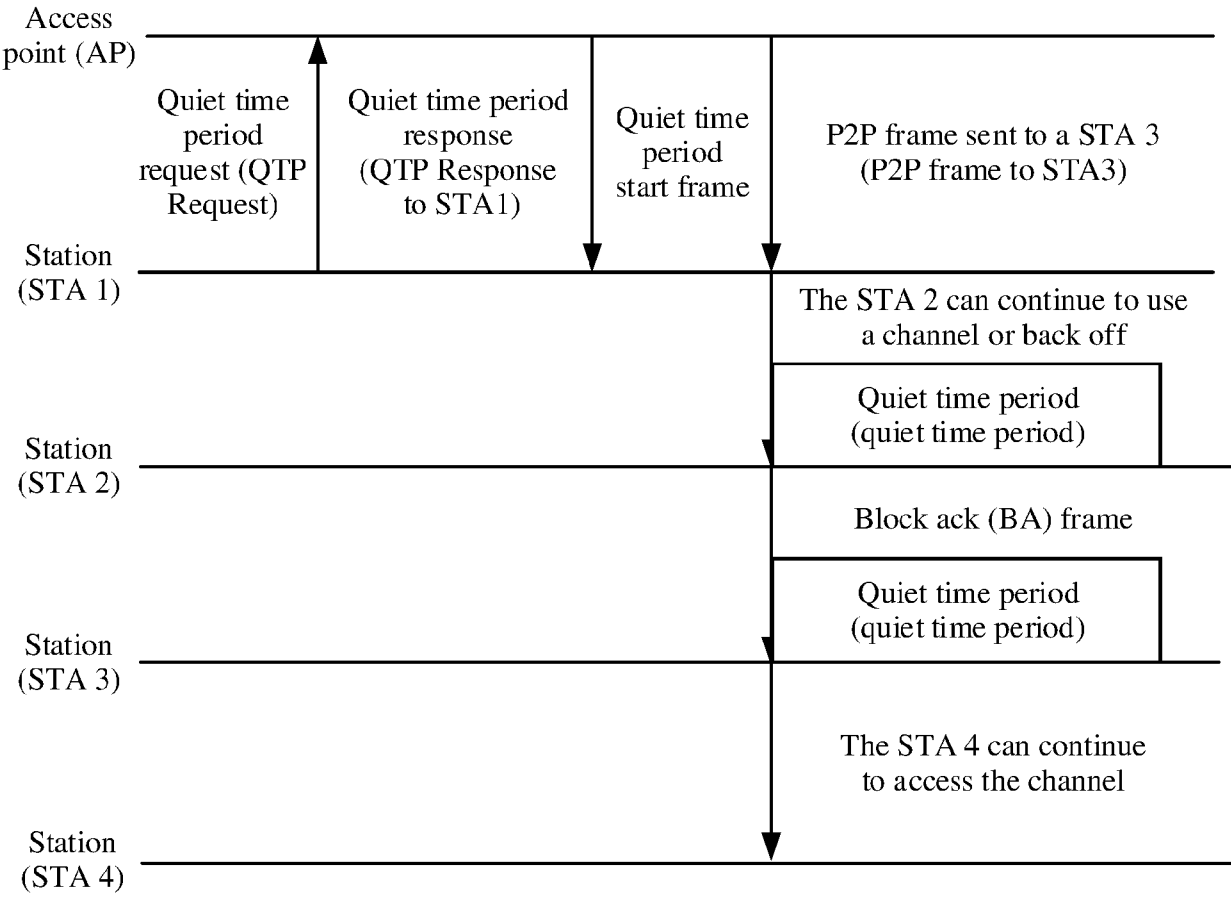 Access
point (AP)
Quiet time
period
request (QTP
Request)
Quiet time period
response
(QTP Response
to STA1)
Quiet time
period
start frame
P2P frame sent to a STA 3
(P2P frame to STA3)
Station
(STA 1)
The STA 2 can continue to use
a channel or back off
Quiet time period
(quiet time period)
Station
(STA 2)
Block ack (BA) frame
Quiet time period
(quiet time period)
Station
(STA 3)
The STA 4 can continue
to access the channel
Station
(STA 4)